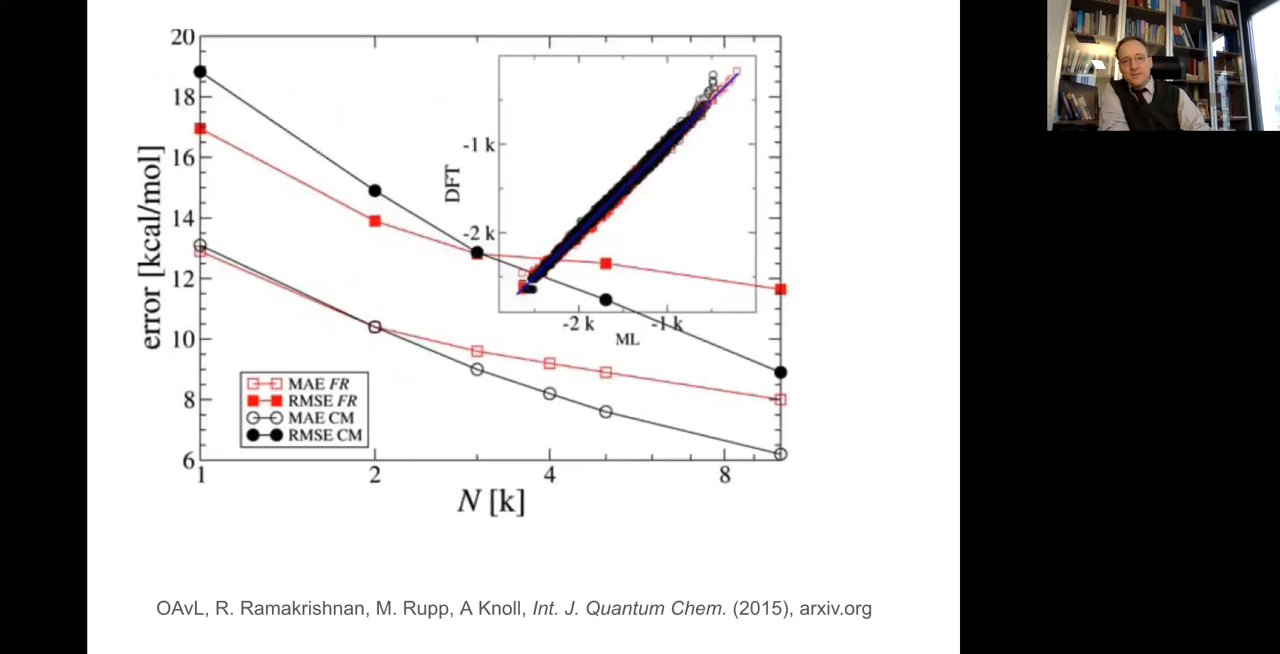 20
18
16
14
12
10
8
6
error [kcal/mol]
1
2
4
8
N [k]
DFT
-1 k
-2 k
-2 k
-1 k
ML
MAE FR
RMSE FR
MAE CM
RMSE CM
OAvL, R. Ramakrishnan, M. Rupp, A Knoll, Int. J. Quantum Chem. (2015), arxiv.org